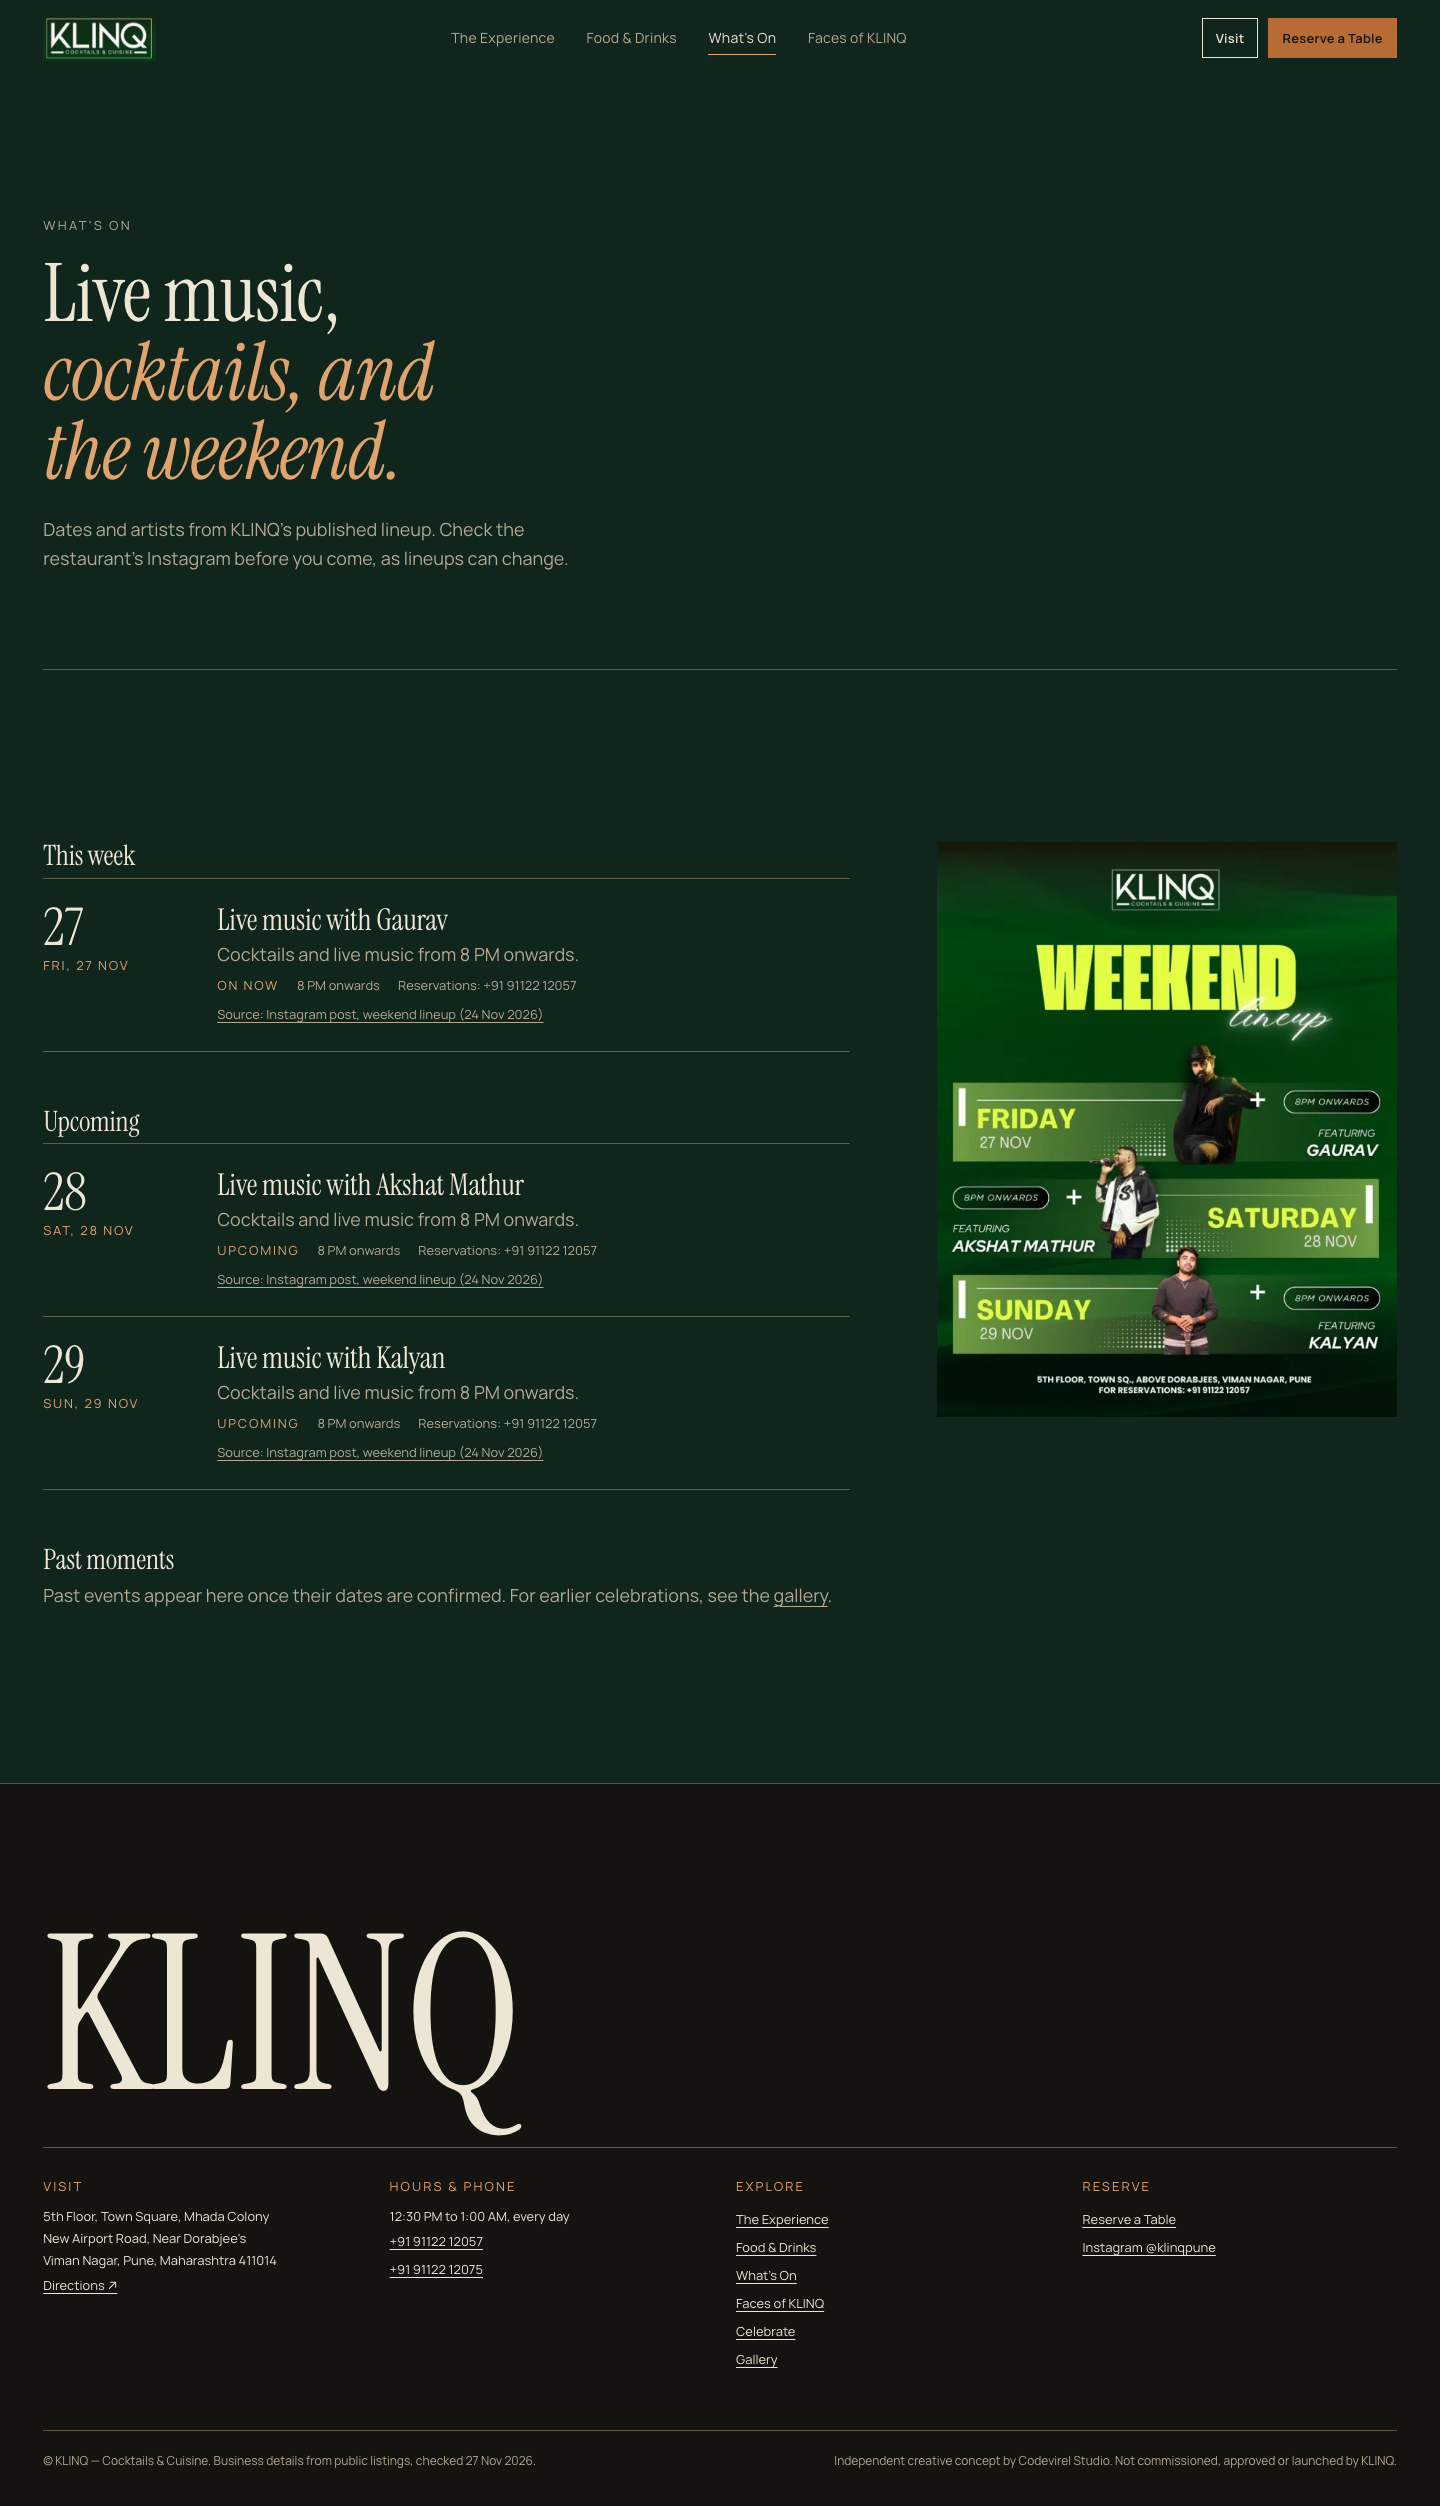 KLINQ
COCKTAILS & CUISINE
The Experience
Food & Drinks
What's On
Faces of KLINQ
Visit
Reserve a Table
WHAT'S ON
Live music,
cocktails, and
the weekend.
Dates and artists from KLINQ's published lineup. Check the
restaurant's Instagram before you come, as lineups can change.
This week
27
FRI, 27 NOV
Live music with Gaurav
Cocktails and live music from 8 PM onwards.
ON NOW 8 PM onwards Reservations: +91 91122 12057
Source: Instagram post, weekend lineup (24 Nov 2026)
Upcoming
28
SAT, 28 NOV
Live music with Akshat Mathur
Cocktails and live music from 8 PM onwards.
UPCOMING 8 PM onwards Reservations: +91 91122 12057
Source: Instagram post, weekend lineup (24 Nov 2026)
29
SUN, 29 NOV
Live music with Kalyan
Cocktails and live music from 8 PM onwards.
UPCOMING 8 PM onwards Reservations: +91 91122 12057
Source: Instagram post, weekend lineup (24 Nov 2026)
Past moments
Past events appear here once their dates are confirmed. For earlier celebrations, see the gallery.
KLINQ
COCKTAILS & CUISINE
WEEKEND
lineup
FRIDAY
27 NOV
8PM ONWARDS
FEATURING
GAURAV
8PM ONWARDS
FEATURING
AKSHAT MATHUR
SATURDAY
28 NOV
SUNDAY
29 NOV
8PM ONWARDS
FEATURING
KALYAN
5TH FLOOR, TOWN SQ., ABOVE DORABJEES, VIMAN NAGAR, PUNE
FOR RESERVATIONS: +91 91122 12057
KLINQ
VISIT
5th Floor, Town Square, Mhada Colony
New Airport Road, Near Dorabjee's
Viman Nagar, Pune, Maharashtra 411014
Directions ↗
HOURS & PHONE
12:30 PM to 1:00 AM, every day
+91 91122 12057
+91 91122 12075
EXPLORE
The Experience
Food & Drinks
What's On
Faces of KLINQ
Celebrate
Gallery
RESERVE
Reserve a Table
Instagram @klinqpune
© KLINQ — Cocktails & Cuisine. Business details from public listings, checked 27 Nov 2026.
Independent creative concept by Codevirel Studio. Not commissioned, approved or launched by KLINQ.